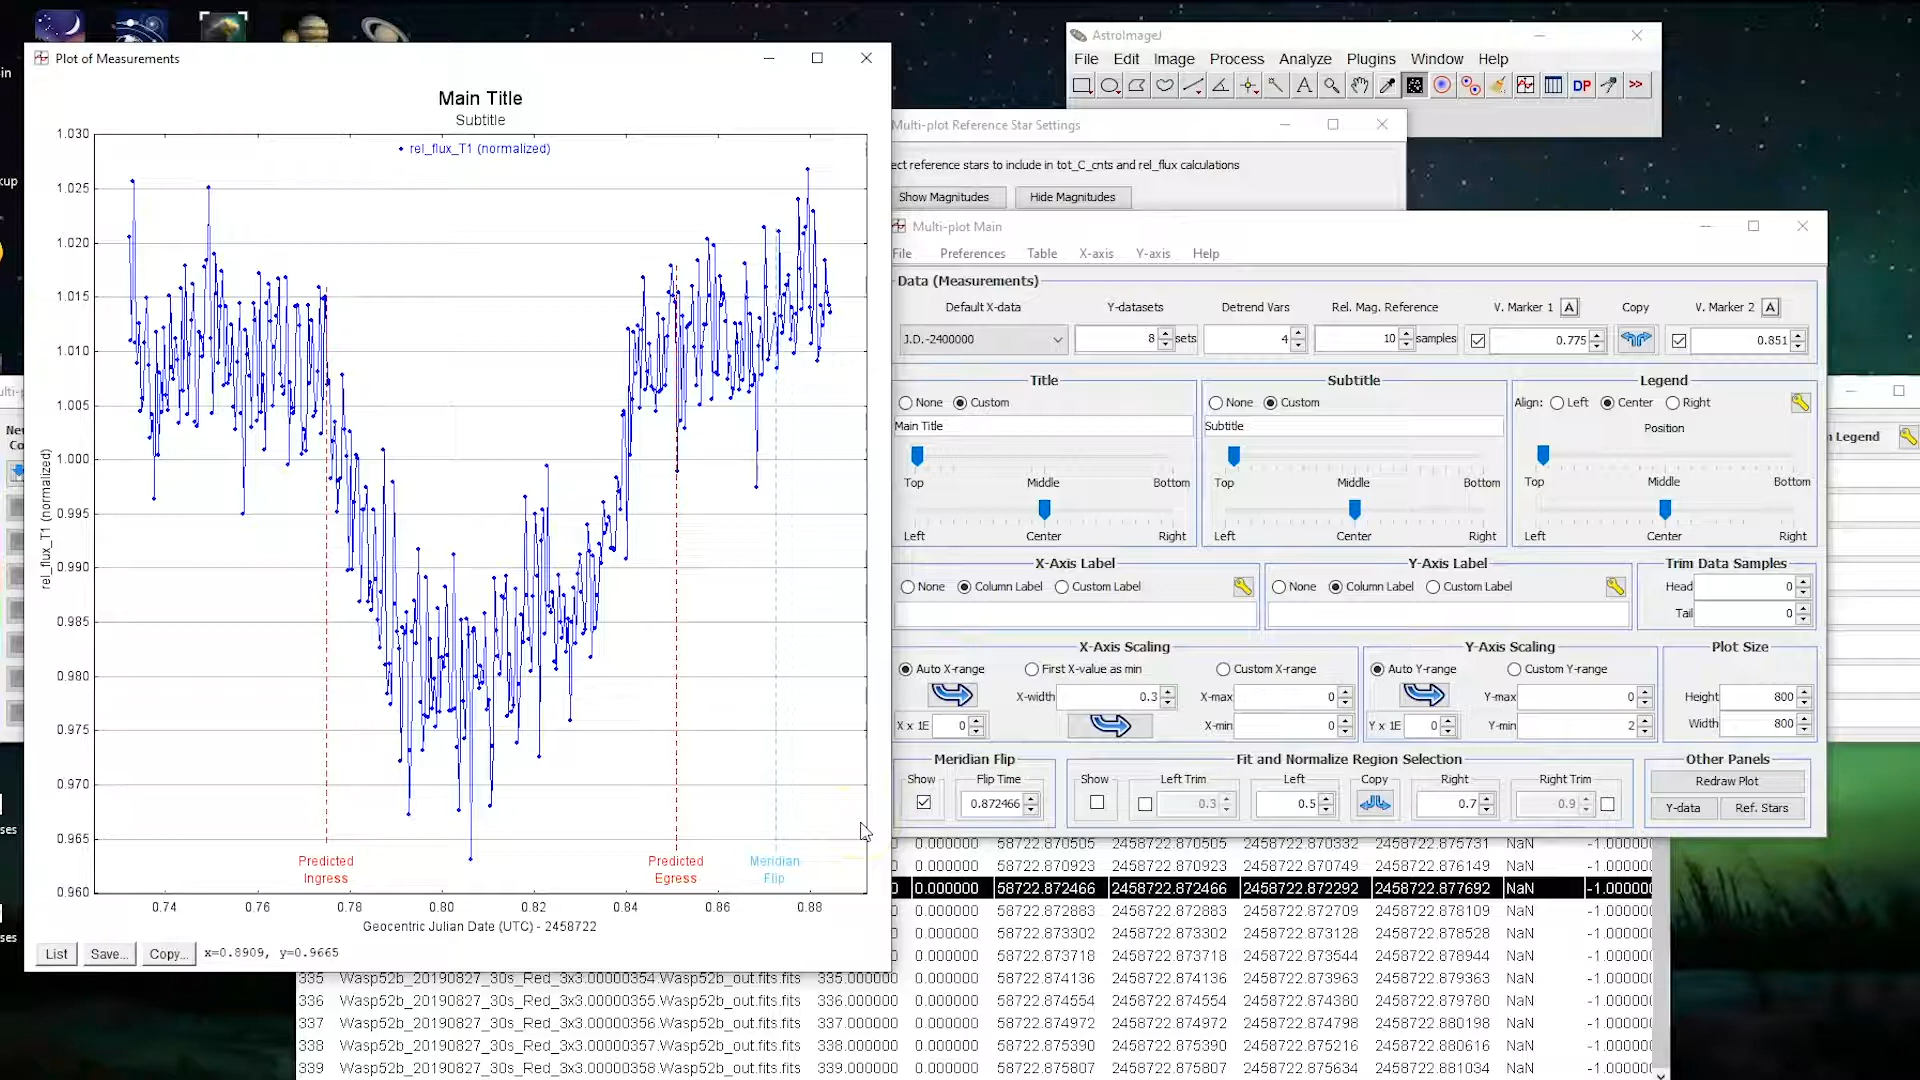 Plot of Measurements
Main Title
Subtitle
rel_flux_T1 (normalized)
1.030
1.025
1.020
1.015
1.010
1.005
1.000
0.995
0.990
0.985
0.980
0.975
0.970
0.965
0.960
rel_flux_T1 (normalized)
Predicted Ingress
Predicted Egress
Meridian Flip
0.74 0.76 0.78 0.80 0.82 0.84 0.86 0.88
Geocentric Julian Date (UTC) - 2458722
List Save... Copy... x=0.8909, y=0.9665
AstroImageJ
File Edit Image Process Analyze Plugins Window Help
DP >>
Multi-plot Reference Star Settings
ect reference stars to include in tot_C_cnts and rel_flux calculations
Show Magnitudes Hide Magnitudes
Multi-plot Main
File Preferences Table X-axis Y-axis Help
Data (Measurements)
Default X-data Y-datasets Detrend Vars Rel. Mag. Reference V. Marker 1 A Copy V. Marker 2 A
J.D.-2400000 8 sets 4 10 samples 0.775 0.851
Title Subtitle Legend
None Custom None Custom Align: Left Center Right
Main Title Subtitle Position
Top Middle Bottom Top Middle Bottom Top Middle Bottom
Left Center Right Left Center Right Left Center Right
X-Axis Label Y-Axis Label Trim Data Samples
None Column Label Custom Label None Column Label Custom Label Head 0
Tail 0
X-Axis Scaling Y-Axis Scaling Plot Size
Auto X-range First X-value as min Custom X-range Auto Y-range Custom Y-range
X-width 0.3 X-max 0 Y-max 0 Height 800
X x 1E 0 X-min 0 Y x 1E 0 Y-min 2 Width 800
Meridian Flip Fit and Normalize Region Selection Other Panels
Show Flip Time Show Left Trim Left Copy Right Right Trim Redraw Plot
0.872466 0.3 0.5 0.7 0.9 Y-data Ref. Stars
Legend
0.000000 58722.870505 2458722.870505 2458722.870332 2458722.875731 NaN
0.000000 58722.870923 2458722.870923 2458722.870749 2458722.876149 NaN -1.000000
0.000000 58722.872466 2458722.872466 2458722.872292 2458722.877692 NaN -1.000000
0.000000 58722.872883 2458722.872883 2458722.872709 2458722.878109 NaN -1.000000
0.000000 58722.873302 2458722.873302 2458722.873128 2458722.878528 NaN -1.000000
0.000000 58722.873718 2458722.873718 2458722.873544 2458722.878944 NaN -1.000000
335 Wasp52b_20190827_30s_Red_3x3.00000354.Wasp52b_out.fits.fits 335.000000 0.000000 58722.874136 2458722.874136 2458722.873963 2458722.879363 NaN -1.000000
336 Wasp52b_20190827_30s_Red_3x3.00000355.Wasp52b_out.fits.fits 336.000000 0.000000 58722.874554 2458722.874554 2458722.874380 2458722.879780 NaN -1.000000
337 Wasp52b_20190827_30s_Red_3x3.00000356.Wasp52b_out.fits.fits 337.000000 0.000000 58722.874972 2458722.874972 2458722.874798 2458722.880198 NaN -1.000000
338 Wasp52b_20190827_30s_Red_3x3.00000357.Wasp52b_out.fits.fits 338.000000 0.000000 58722.875390 2458722.875390 2458722.875216 2458722.880616 NaN -1.000000
339 Wasp52b_20190827_30s_Red_3x3.00000358.Wasp52b_out.fits.fits 339.000000 0.000000 58722.875807 2458722.875807 2458722.875634 2458722.881034 NaN -1.000000